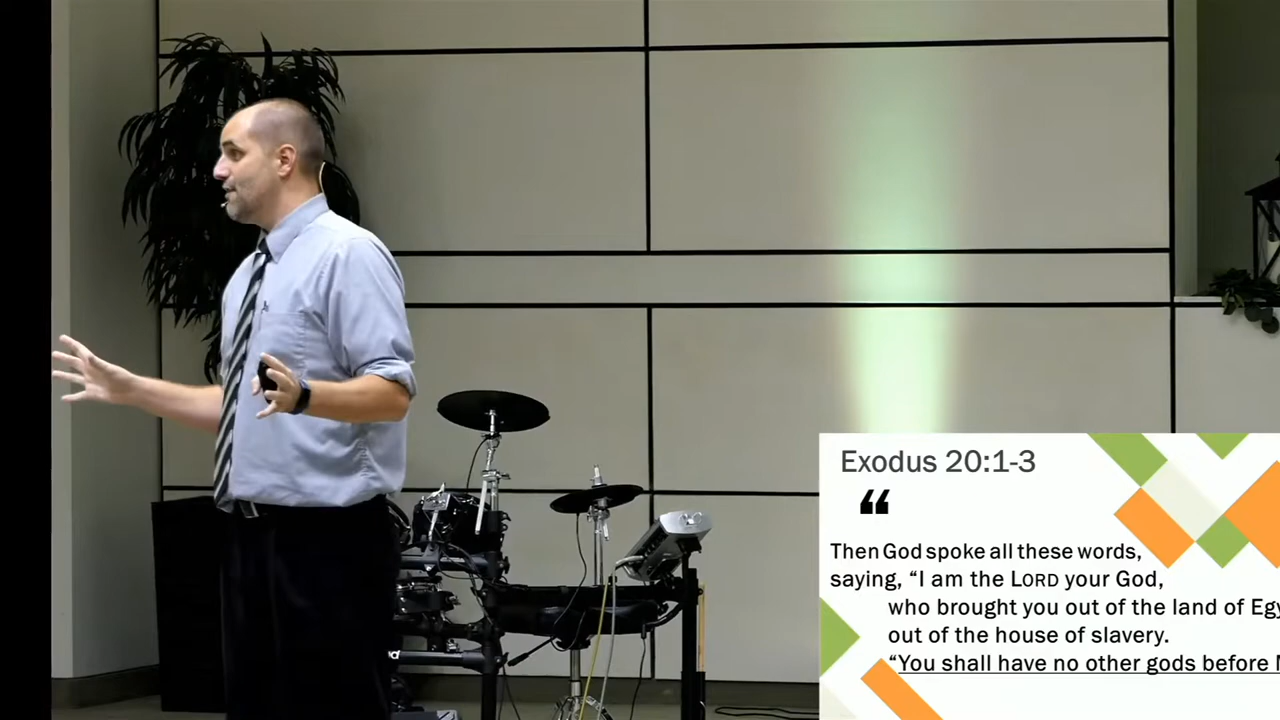 Exodus 20:1-3
“
Then God spoke all these words,
saying, “I am the LORD your God,
who brought you out of the land of
out of the house of slavery.
“You shall have no other gods before